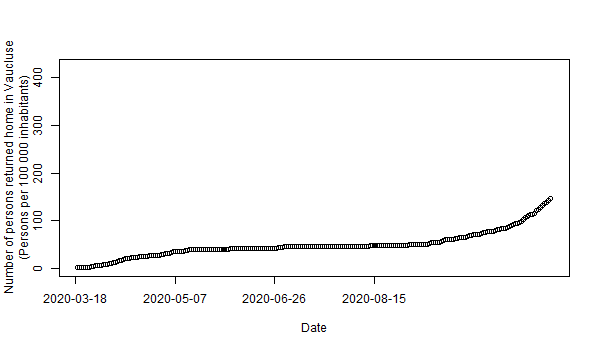 Number of persons returned home in Vaucluse
(Persons per 100 000 inhabitants)
400
300
200
100
0
2020-03-18 2020-05-07 2020-06-26 2020-08-15
Date